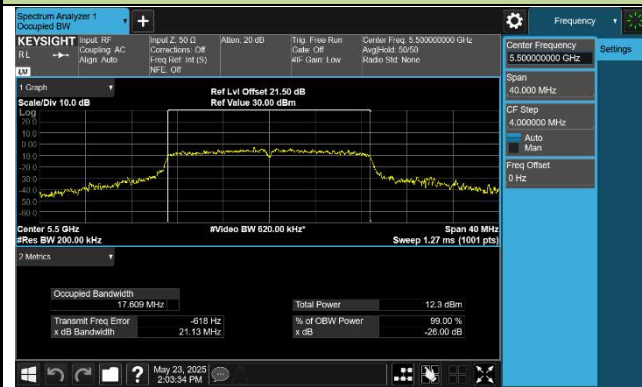 Spectrum Analyzer 1
Occupied BW
Frequency
KEYSIGHT
Input: RF
Input Z: 50 Ω
Atten: 20 dB
Trig: Free Run
Center Freq: 5.500000000 GHz
RL
Coupling: AC
Corrections: Off
Gate: Off
Avg|Hold: 50/50
Align: Auto
Freq Ref: Int (S)
#IF Gain: Low
Radio Std: None
NFE: Off
LM
Center Frequency
5.500000000 GHz
Settings
Span
40.000 MHz
CF Step
4.000000 MHz
Auto
Man
Freq Offset
0 Hz
1 Graph
Scale/Div 10.0 dB
Ref Lvl Offset 21.50 dB
Ref Value 30.00 dBm
Log
20.0
10.0
0.00
-10.0
-20.0
-30.0
-40.0
-50.0
-60.0
Center 5.5 GHz
#Video BW 620.00 kHz*
Span 40 MHz
#Res BW 200.00 kHz
Sweep 1.27 ms (1001 pts)
2 Metrics
Occupied Bandwidth
17.609 MHz
Total Power
12.3 dBm
Transmit Freq Error
-618 Hz
% of OBW Power
99.00 %
x dB Bandwidth
21.13 MHz
x dB
-26.00 dB
?
May 23, 2025
2:03:34 PM